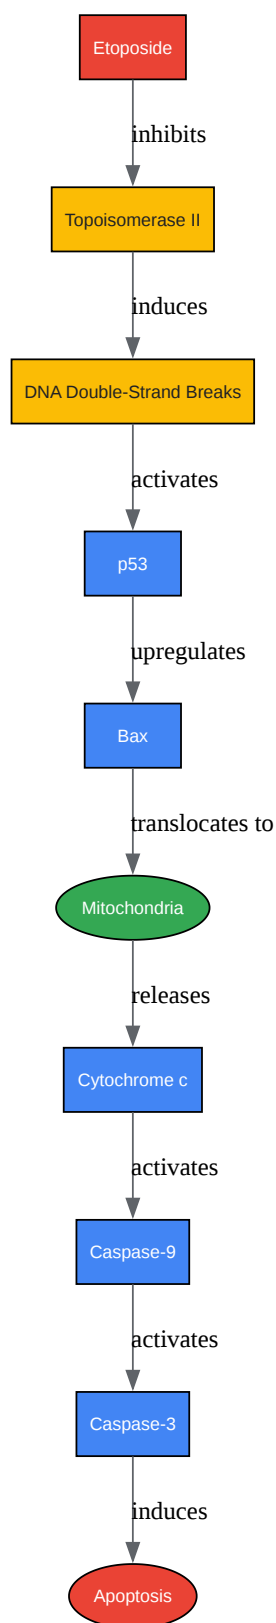 Etoposide
inhibits
Topoisomerase II
induces
DNA Double-Strand Breaks
activates
p53
upregulates
Bax
translocates to
Mitochondria
releases
Cytochrome c
activates
Caspase-9
activates
Caspase-3
induces
Apoptosis